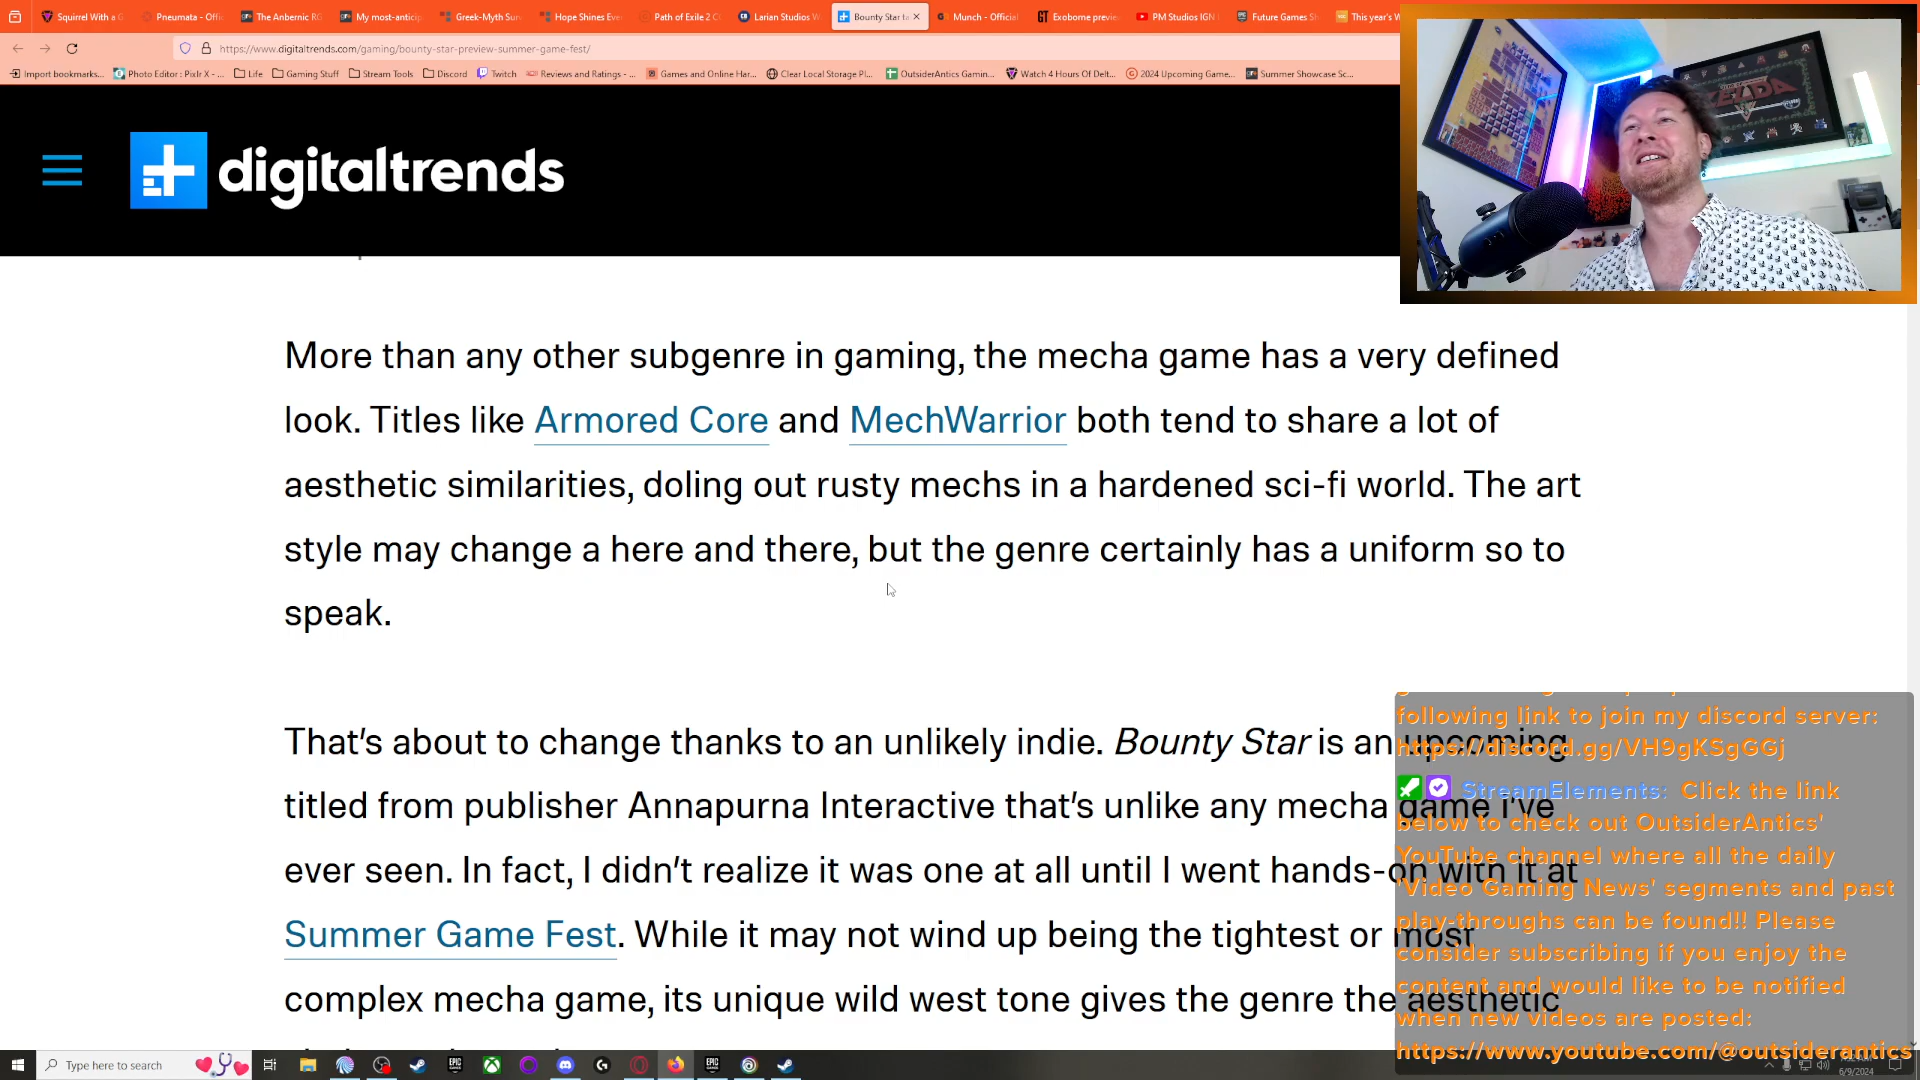 Squirrel With a G
Pneumata - Offi
The Anbernic RG
My most-anticip
Greek-Myth Sur
Hope Shines Eve
Path of Exile 2 C
Larian Studios W
Bounty Star ta
Munch - Official
Exoborne previe
PM Studios IGN
Future Games Sh
This year's W
https://www.digitaltrends.com/gaming/bounty-star-preview-summer-game-fest/
Import bookmarks...
Photo Editor : Pixlr X - ...
Life
Gaming Stuff
Stream Tools
Discord
Twitch
Reviews and Ratings - ...
Games and Online Har...
Clear Local Storage Pl...
OutsiderAntics Gamin...
Watch 4 Hours Of Delt...
2024 Upcoming Game...
Summer Showcase Sc...
digitaltrends
More than any other subgenre in gaming, the mecha game has a very defined
look. Titles like Armored Core and MechWarrior both tend to share a lot of
aesthetic similarities, doling out rusty mechs in a hardened sci-fi world. The art
style may change a here and there, but the genre certainly has a uniform so to
speak.
That's about to change thanks to an unlikely indie. Bounty Star is an upcoming
titled from publisher Annapurna Interactive that's unlike any mecha game I've
ever seen. In fact, I didn't realize it was one at all until I went hands-on with it at
Summer Game Fest. While it may not wind up being the tightest or most
complex mecha game, its unique wild west tone gives the genre the aesthetic
following link to join my discord server:
https://discord.gg/VH9gKSgGGj
StreamElements: Click the link
below to check out OutsiderAntics'
YouTube channel where all the daily
'Video Gaming News' segments and past
play-throughs can be found!! Please
consider subscribing if you enjoy the
content and would like to be notified
when new videos are posted:
https://www.youtube.com/@outsiderantics
Type here to search
6/9/2024